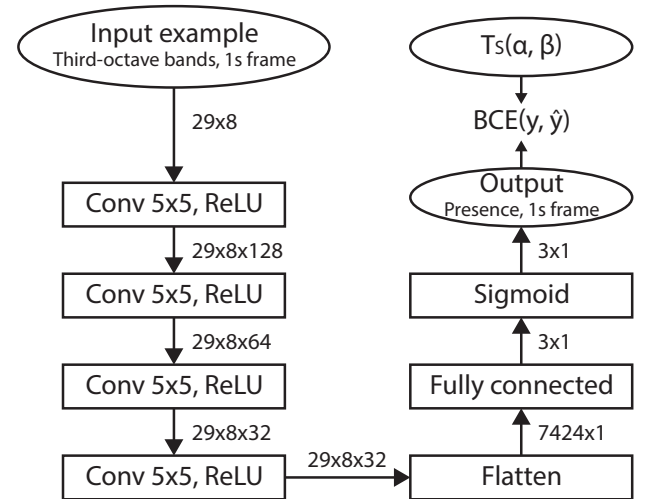 Input example
Third-octave bands, 1s frame
29x8
Conv 5x5, ReLU
29x8x128
Conv 5x5, ReLU
29x8x64
Conv 5x5, ReLU
29x8x32
Conv 5x5, ReLU
29x8x32
Flatten
7424x1
Fully connected
3x1
Sigmoid
3x1
Output
Presence, 1s frame
BCE(y, ŷ)
Ts(α, β)